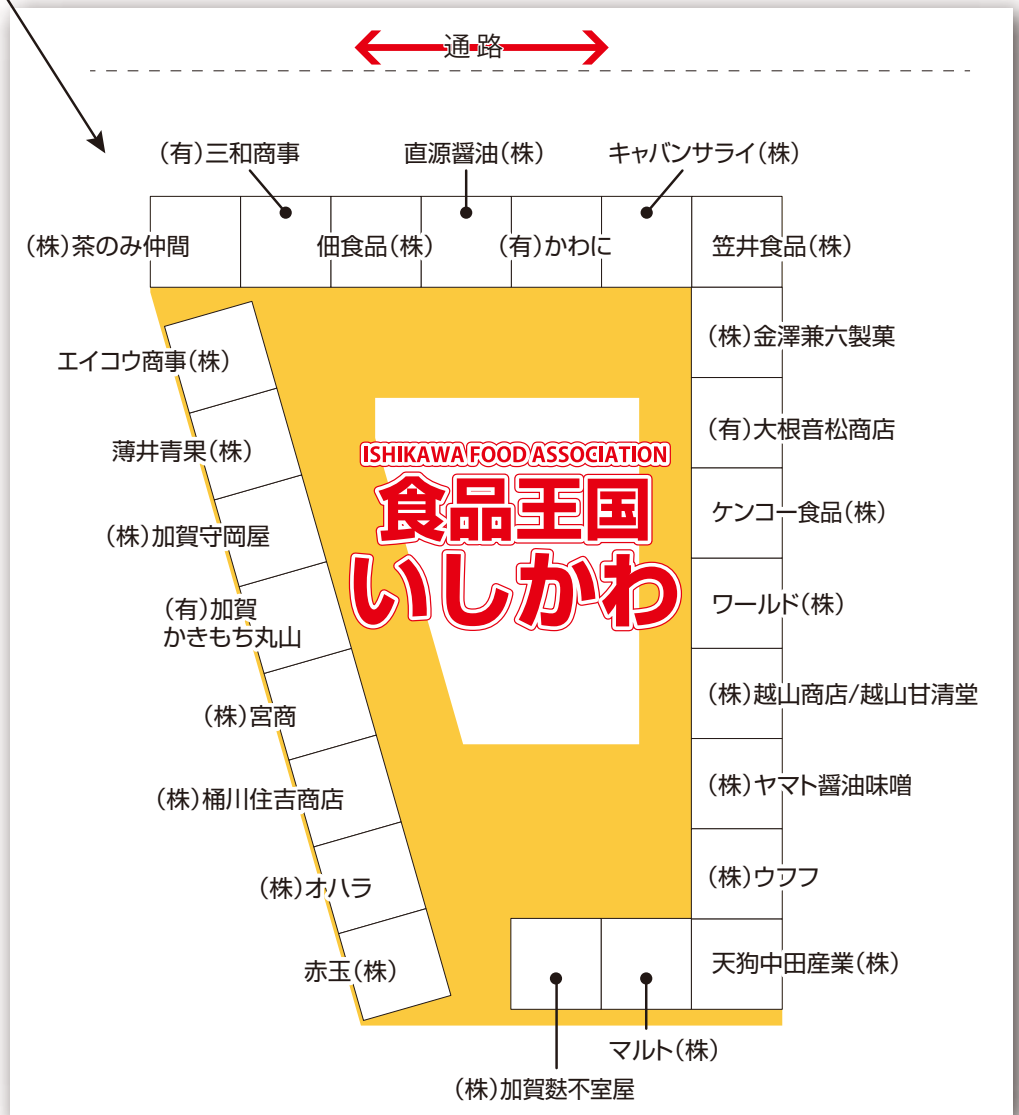 通路
(有)三和商事
直源醤油(株)
キャバンサライ(株)
(株)茶のみ仲間
佃食品(株)
(有)かわに
笠井食品(株)
(株)金澤兼六製菓
エイコウ商事(株)
(有)大根音松商店
薄井青果(株)
ISHIKAWA FOOD ASSOCIATION
食品王国
いしかわ
ケンコー食品(株)
(株)加賀守岡屋
ワールド(株)
(有)加賀
かきもち丸山
(株)越山商店/越山甘清堂
(株)宮商
(株)ヤマト醤油味噌
(株)桶川住吉商店
(株)ウフフ
(株)オハラ
天狗中田産業(株)
赤玉(株)
マルト(株)
(株)加賀麩不室屋